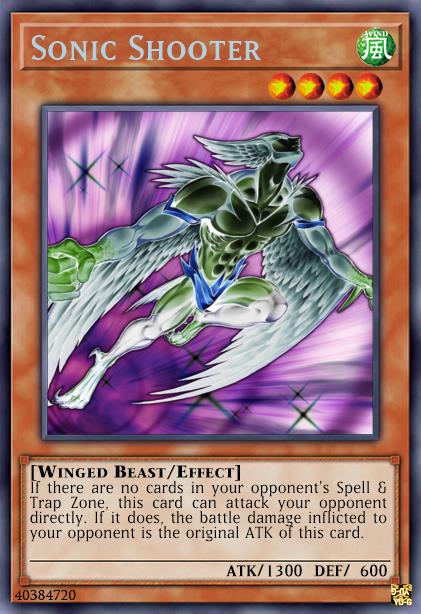 Sonic Shooter
WIND
風
[Winged Beast/Effect]
If there are no cards in your opponent's Spell &
Trap Zone, this card can attack your opponent
directly. If it does, the battle damage inflicted to
your opponent is the original ATK of this card.
ATK/1300 DEF/ 600
40384720